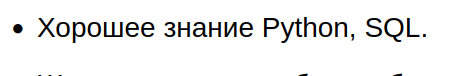 • Хорошее знание Python, SQL.